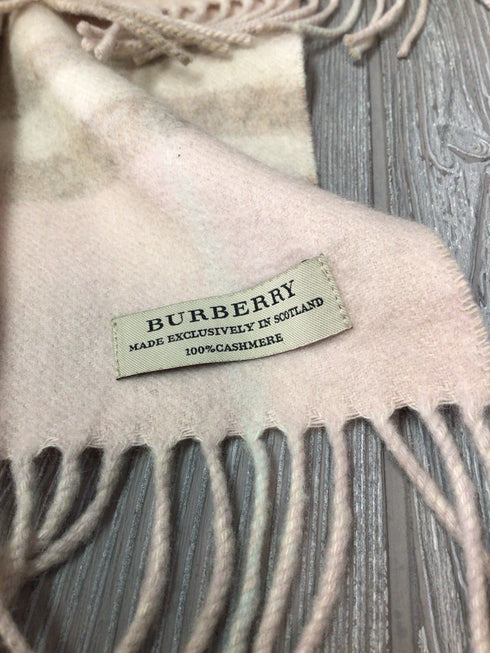 BURBERRY
MADE EXCLUSIVELY IN SCOTLAND
100%CASHMERE